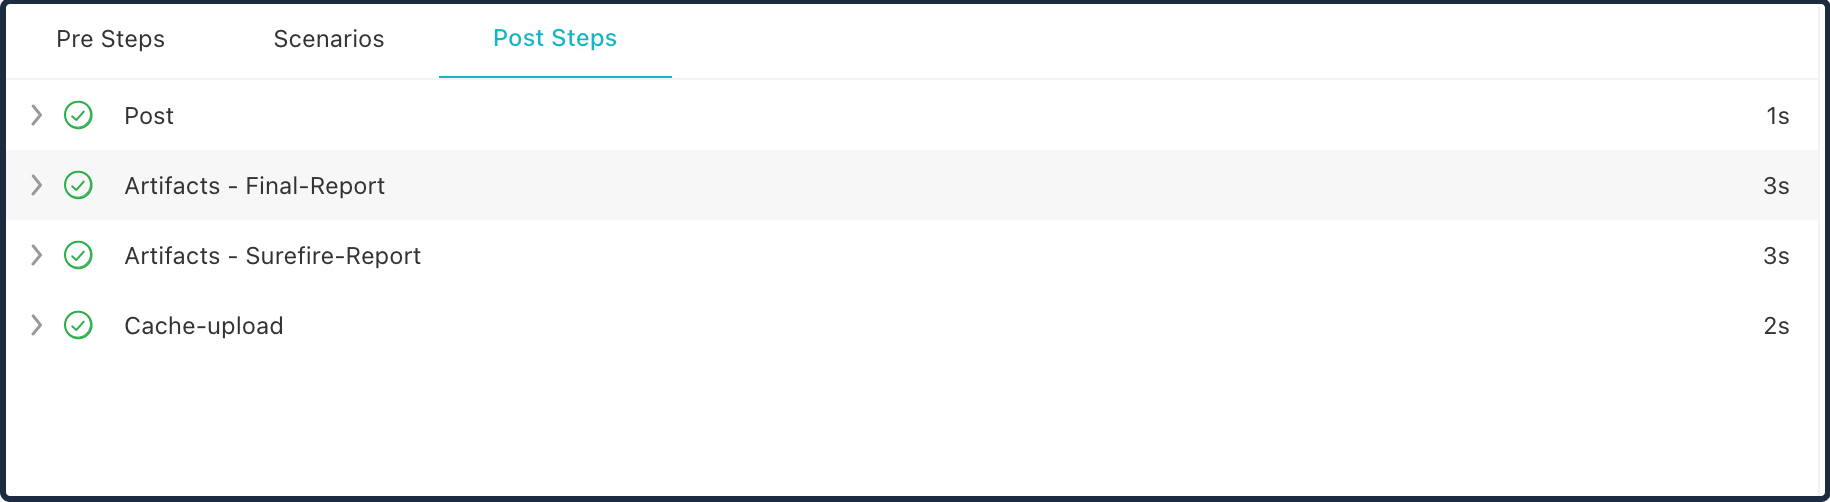 Pre Steps Scenarios Post Steps
Post 1s
Artifacts - Final-Report 3s
Artifacts - Surefire-Report 3s
Cache-upload 2s